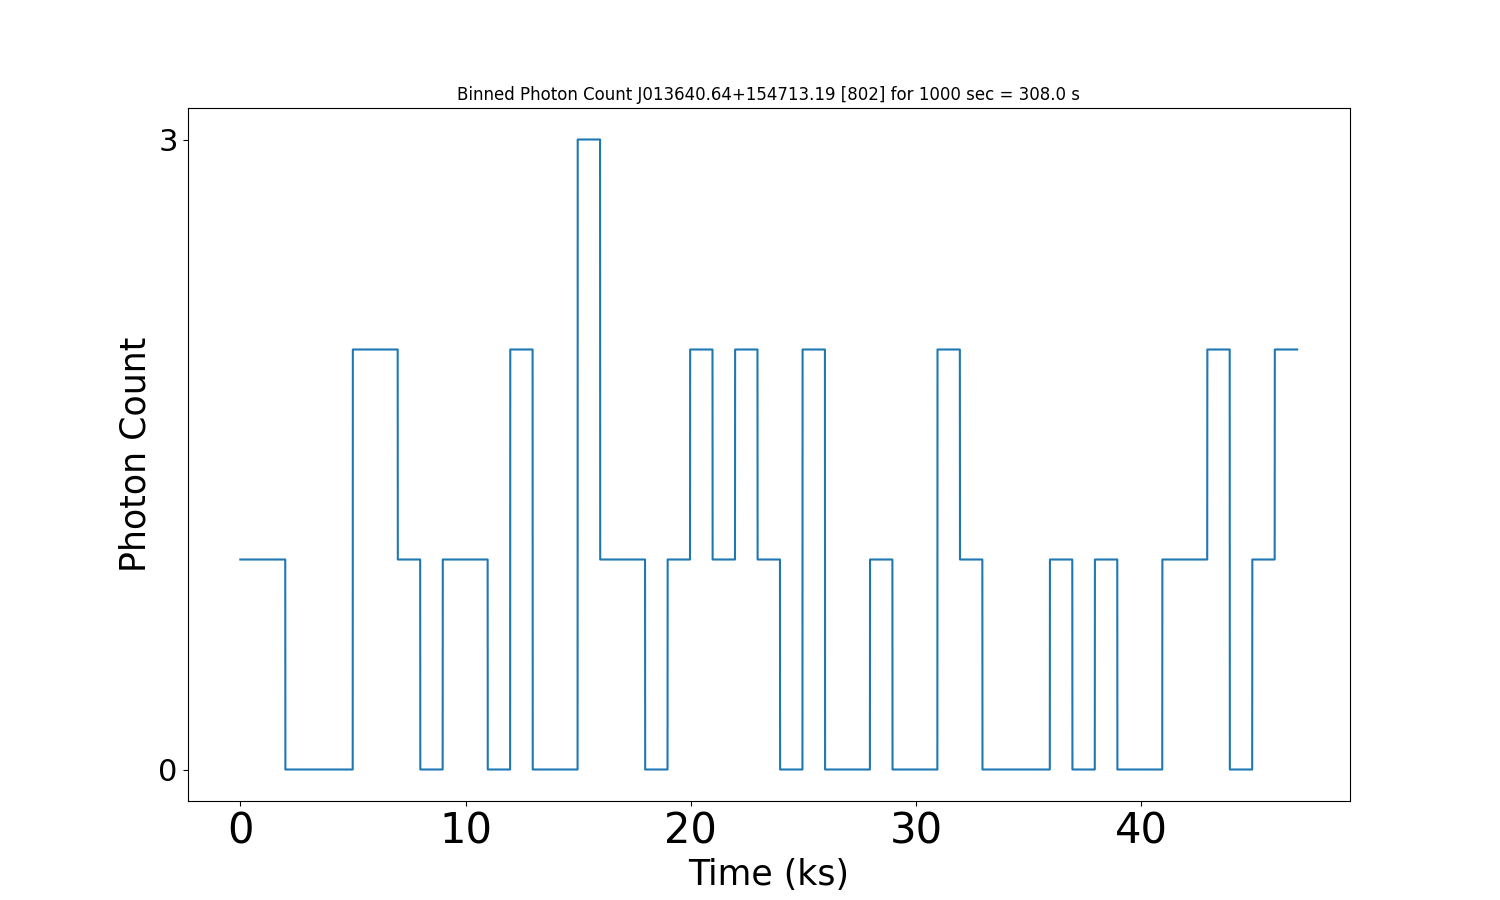 Binned Photon Count J013640.64+154713.19 [802] for 1000 sec = 308.0 s
3
Photon Count
0
0 10 20 30 40
Time (ks)